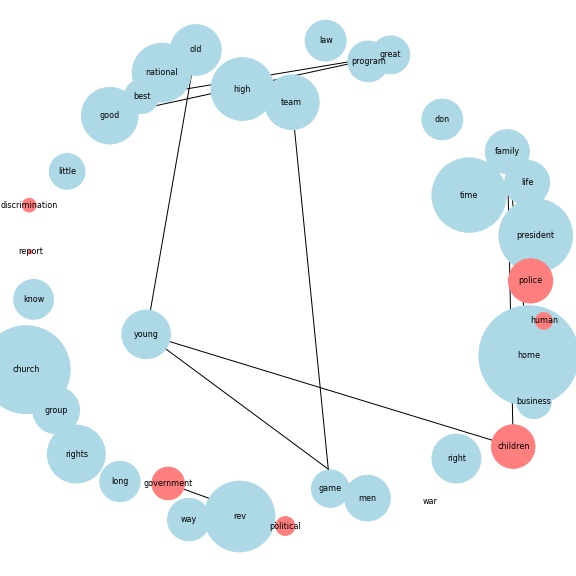 law
old
great
program
national
high
best
team
good
don
family
little
life
time
discrimination
president
report
police
know
human
young
home
church
business
group
children
rights
right
long
government
game
men
war
rev
way
political